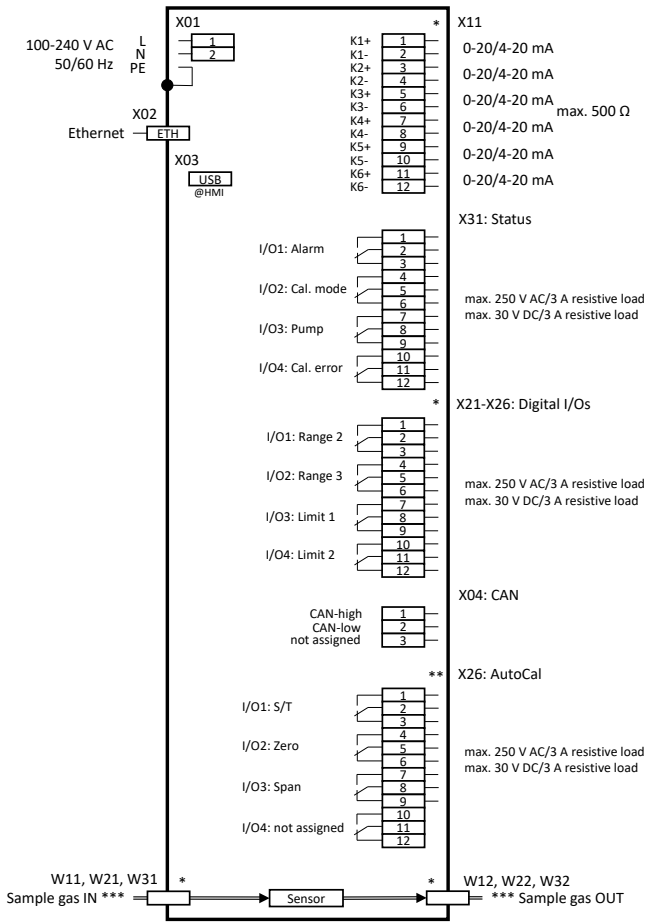 X01
100-240 V AC
50/60 Hz
L
N
PE
1
2
X02
Ethernet
ETH
X03
USB
@HMI
* X11
K1+ 1
K1- 2
K2+ 3
K2- 4
K3+ 5
K3- 6
K4+ 7
K4- 8
K5+ 9
K5- 10
K6+ 11
K6- 12
0-20/4-20 mA
0-20/4-20 mA
0-20/4-20 mA
0-20/4-20 mA
0-20/4-20 mA
0-20/4-20 mA
max. 500 Ω
X31: Status
I/O1: Alarm
1
2
3
I/O2: Cal. mode
4
5
6
I/O3: Pump
7
8
9
I/O4: Cal. error
10
11
12
max. 250 V AC/3 A resistive load
max. 30 V DC/3 A resistive load
* X21-X26: Digital I/Os
I/O1: Range 2
1
2
3
I/O2: Range 3
4
5
6
I/O3: Limit 1
7
8
9
I/O4: Limit 2
10
11
12
max. 250 V AC/3 A resistive load
max. 30 V DC/3 A resistive load
X04: CAN
CAN-high 1
CAN-low 2
not assigned 3
** X26: AutoCal
I/O1: S/T
1
2
3
I/O2: Zero
4
5
6
I/O3: Span
7
8
9
I/O4: not assigned
10
11
12
max. 250 V AC/3 A resistive load
max. 30 V DC/3 A resistive load
W11, W21, W31 *
Sample gas IN ***
Sensor
* W12, W22, W32
*** Sample gas OUT